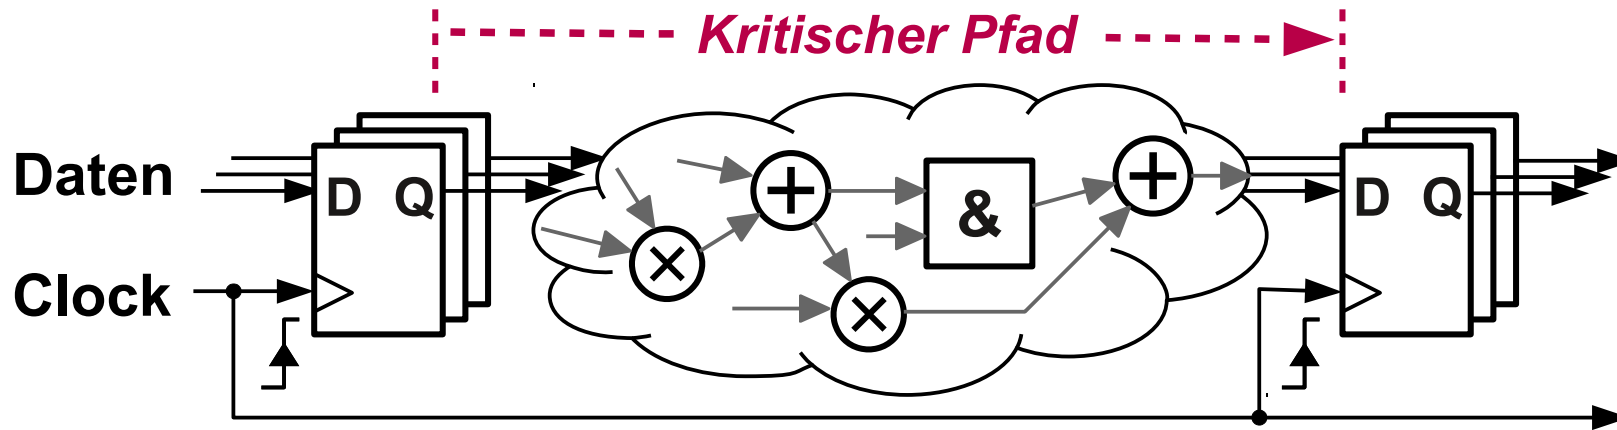 Kritischer Pfad
Daten
D Q
+
&
+
D Q
×
×
Clock